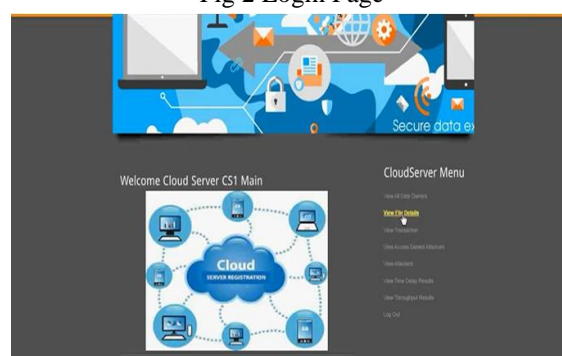 Fig 2 Login Page
Secure data ex
Welcome Cloud Server CS1 Main
Cloud
SERVER REGISTRATION
CloudServer Menu
View All Data Owners
View File Details
View Transaction
View Access Denied Attackers
View Attackers
View Time Delay Results
View Throughput Results
Log Out